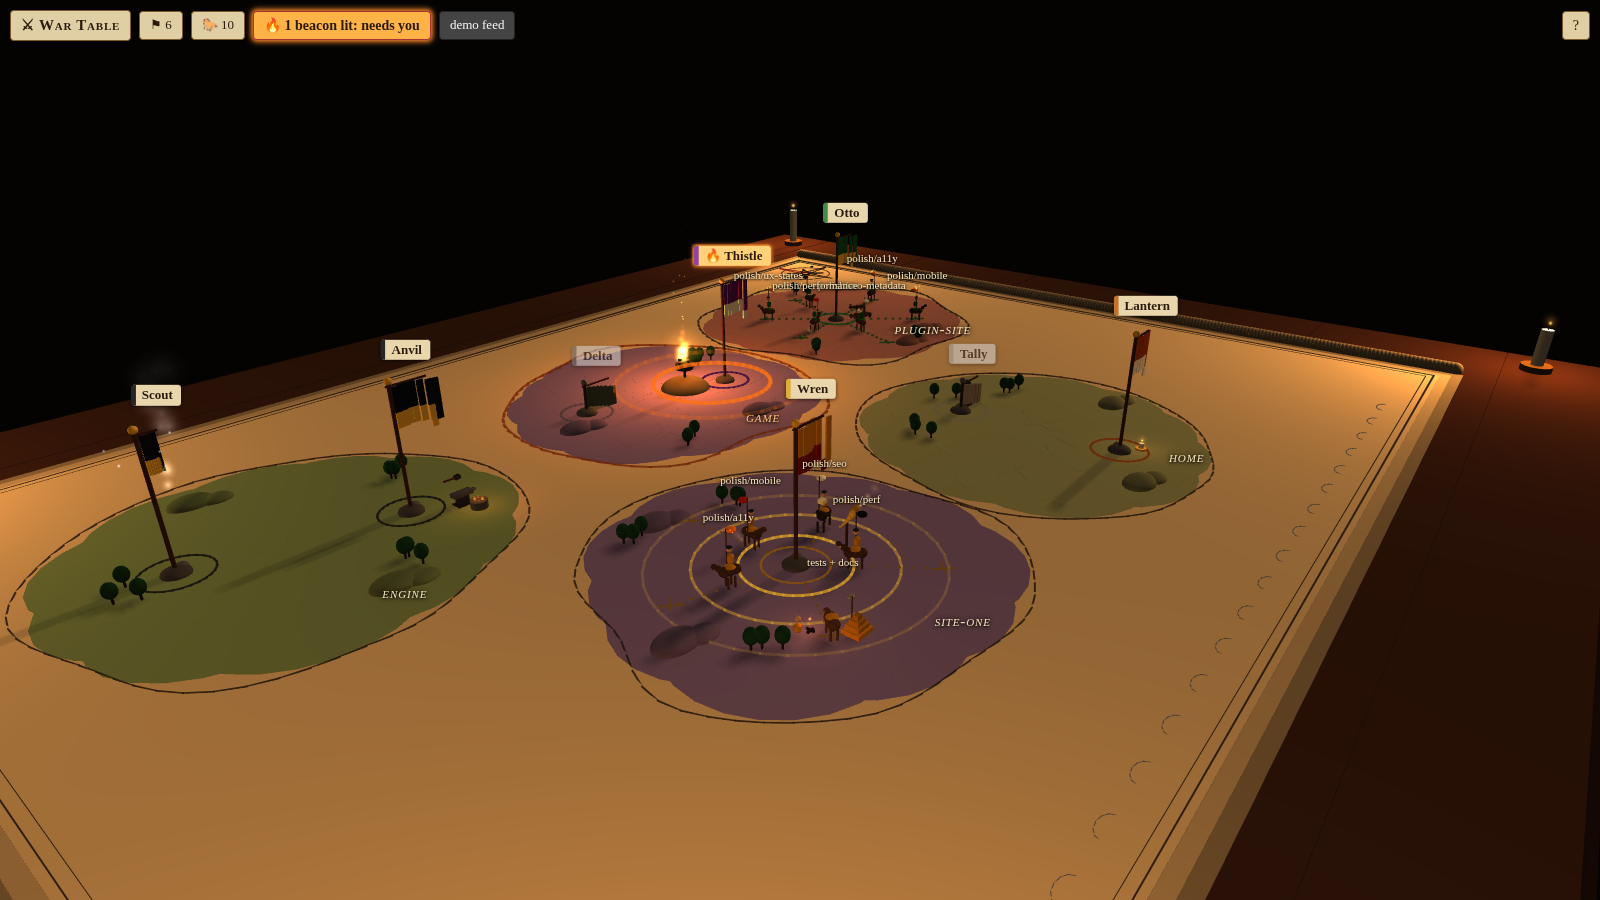 ⚔ War Table
⚑ 6
🐎 10
🔥 1 beacon lit: needs you
demo feed
?
Otto
🔥 Thistle
polish/a11y
polish/ux-states
polish/mobile
polish/performance
o-metadata
Lantern
PLUGIN-SITE
Anvil
Delta
Tally
Scout
Wren
GAME
HOME
polish/seo
polish/mobile
polish/perf
polish/a11y
tests + docs
ENGINE
SITE-ONE